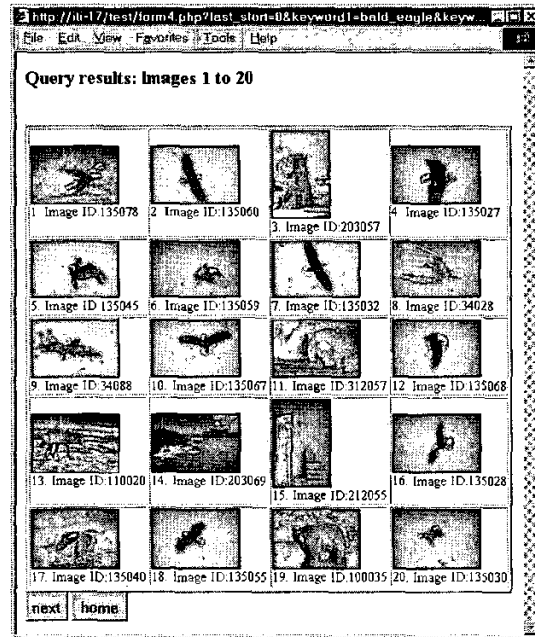 http://iti-17/test/form4.php?last_start=0&keyword1=bald_eagle&keyw...
File Edit View Favorites Tools Help
Query results: Images 1 to 20
1. Image ID:135078 2. Image ID:135060 3. Image ID:203057 4. Image ID:135027
5. Image ID:135045 6. Image ID:135059 7. Image ID:135032 8. Image ID:34028
9. Image ID:34088 10. Image ID:135067 11. Image ID:312057 12. Image ID:135068
13. Image ID:110020 14. Image ID:203069 15. Image ID:212055 16. Image ID:135028
17. Image ID:135040 18. Image ID:135055 19. Image ID:100035 20. Image ID:135030
next home